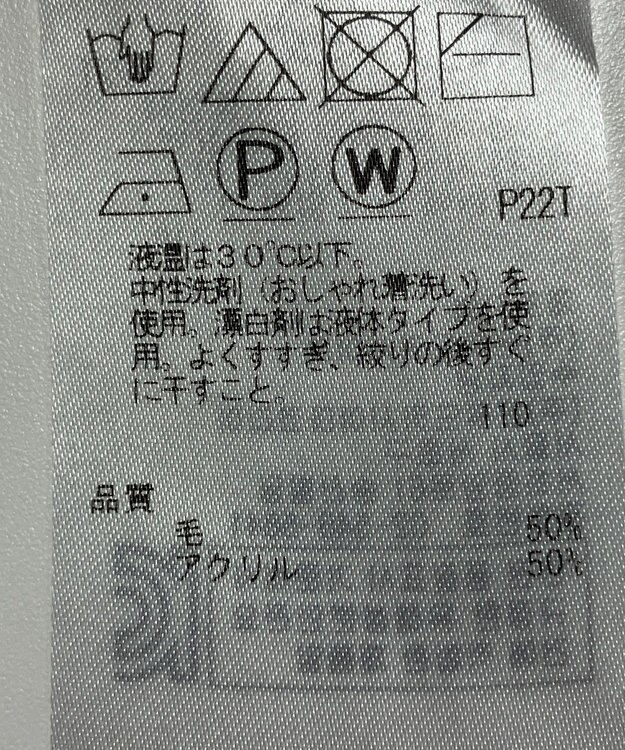 P W
P22T
液温は30℃以下。
中性洗剤（おしゃれ着洗い）を
使用。漂白剤は液体タイプを使
用。よくすすぎ、絞りの後すぐ
に干すこと。
110
品質
毛 50%
アクリル 50%